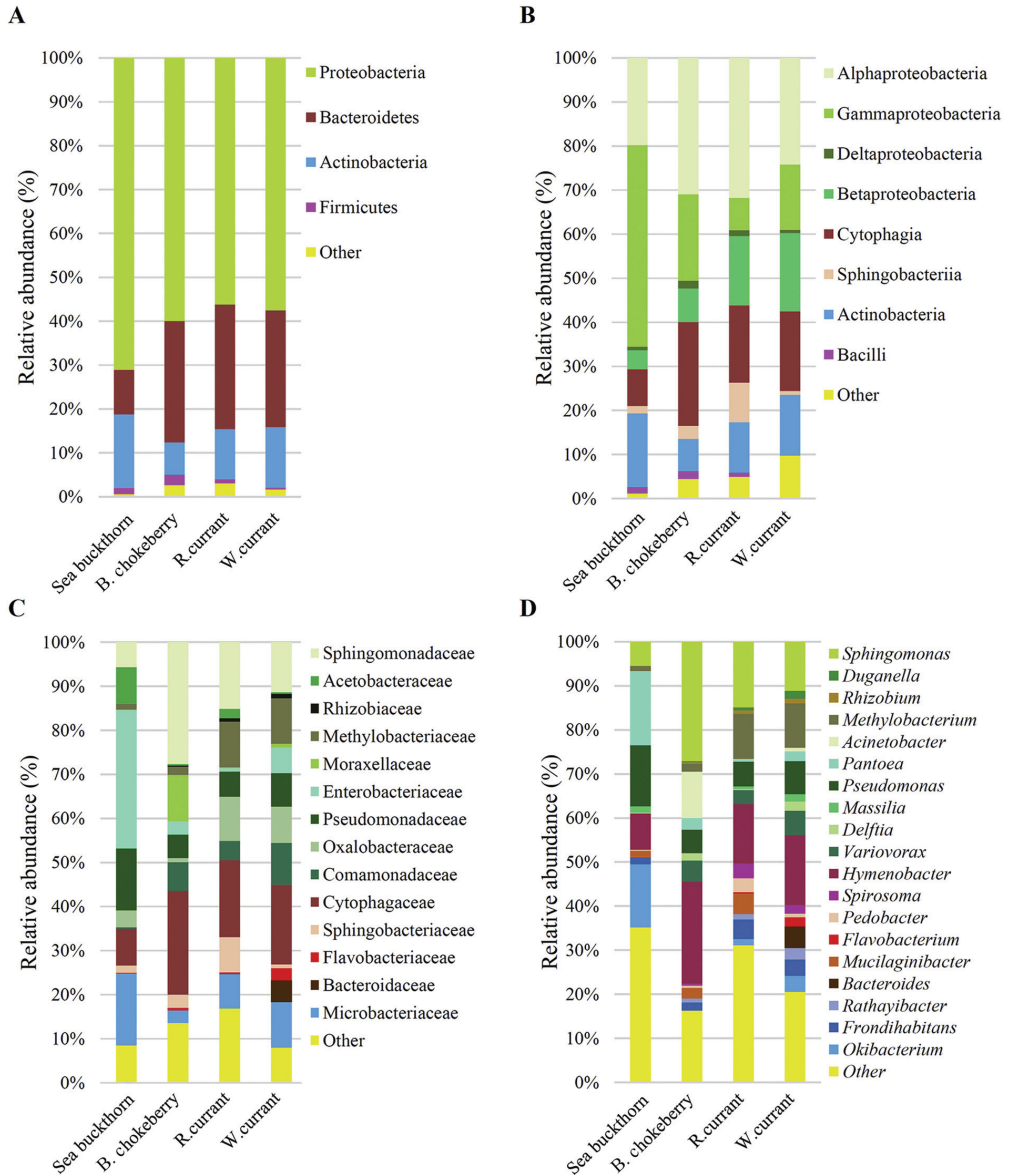 A
Relative abundance (%)
100%
90%
80%
70%
60%
50%
40%
30%
20%
10%
0%
Sea buckthorn
B. chokeberry
R.currant
W.currant
Proteobacteria
Bacteroidetes
Actinobacteria
Firmicutes
Other
B
Relative abundance (%)
100%
90%
80%
70%
60%
50%
40%
30%
20%
10%
0%
Sea buckthorn
B. chokeberry
R.currant
W.currant
Alphaproteobacteria
Gammaproteobacteria
Deltaproteobacteria
Betaproteobacteria
Cytophagia
Sphingobacteriia
Actinobacteria
Bacilli
Other
C
Relative abundance (%)
100%
90%
80%
70%
60%
50%
40%
30%
20%
10%
0%
Sea buckthorn
B. chokeberry
R.currant
W.currant
Sphingomonadaceae
Acetobacteraceae
Rhizobiaceae
Methylobacteriaceae
Moraxellaceae
Enterobacteriaceae
Pseudomonadaceae
Oxalobacteraceae
Comamonadaceae
Cytophagaceae
Sphingobacteriaceae
Flavobacteriaceae
Bacteroidaceae
Microbacteriaceae
Other
D
Relative abundance (%)
100%
90%
80%
70%
60%
50%
40%
30%
20%
10%
0%
Sea buckthorn
B. chokeberry
R.currant
W.currant
Sphingomonas
Duganella
Rhizobium
Methylobacterium
Acinetobacter
Pantoea
Pseudomonas
Massilia
Delftia
Variovorax
Hymenobacter
Spirosoma
Pedobacter
Flavobacterium
Mucilaginibacter
Bacteroides
Rathayibacter
Frondihabitans
Okibacterium
Other